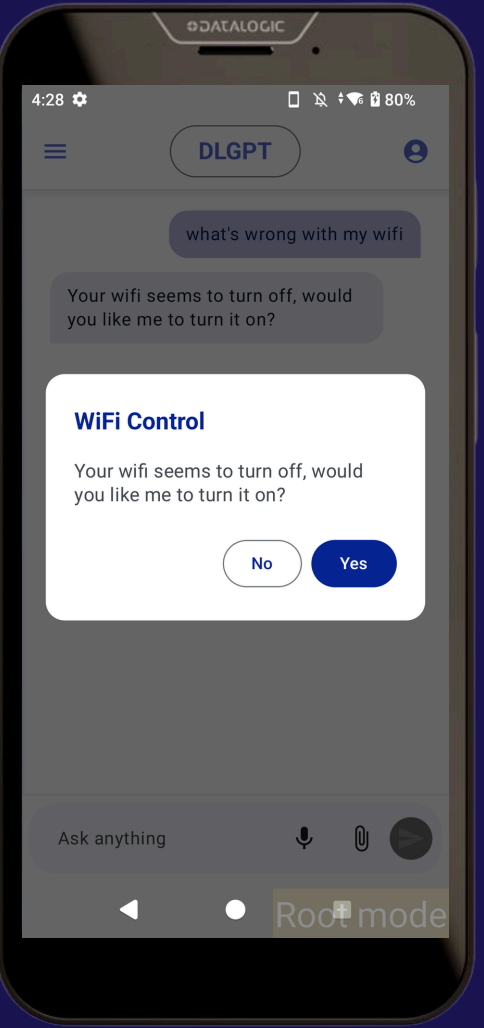 DATALOGIC
4:28
6
80%
DLGPT
what's wrong with my wifi
Your wifi seems to turn off, would
you like me to turn it on?
WiFi Control
Your wifi seems to turn off, would
you like me to turn it on?
No
Yes
Ask anything
Root mode